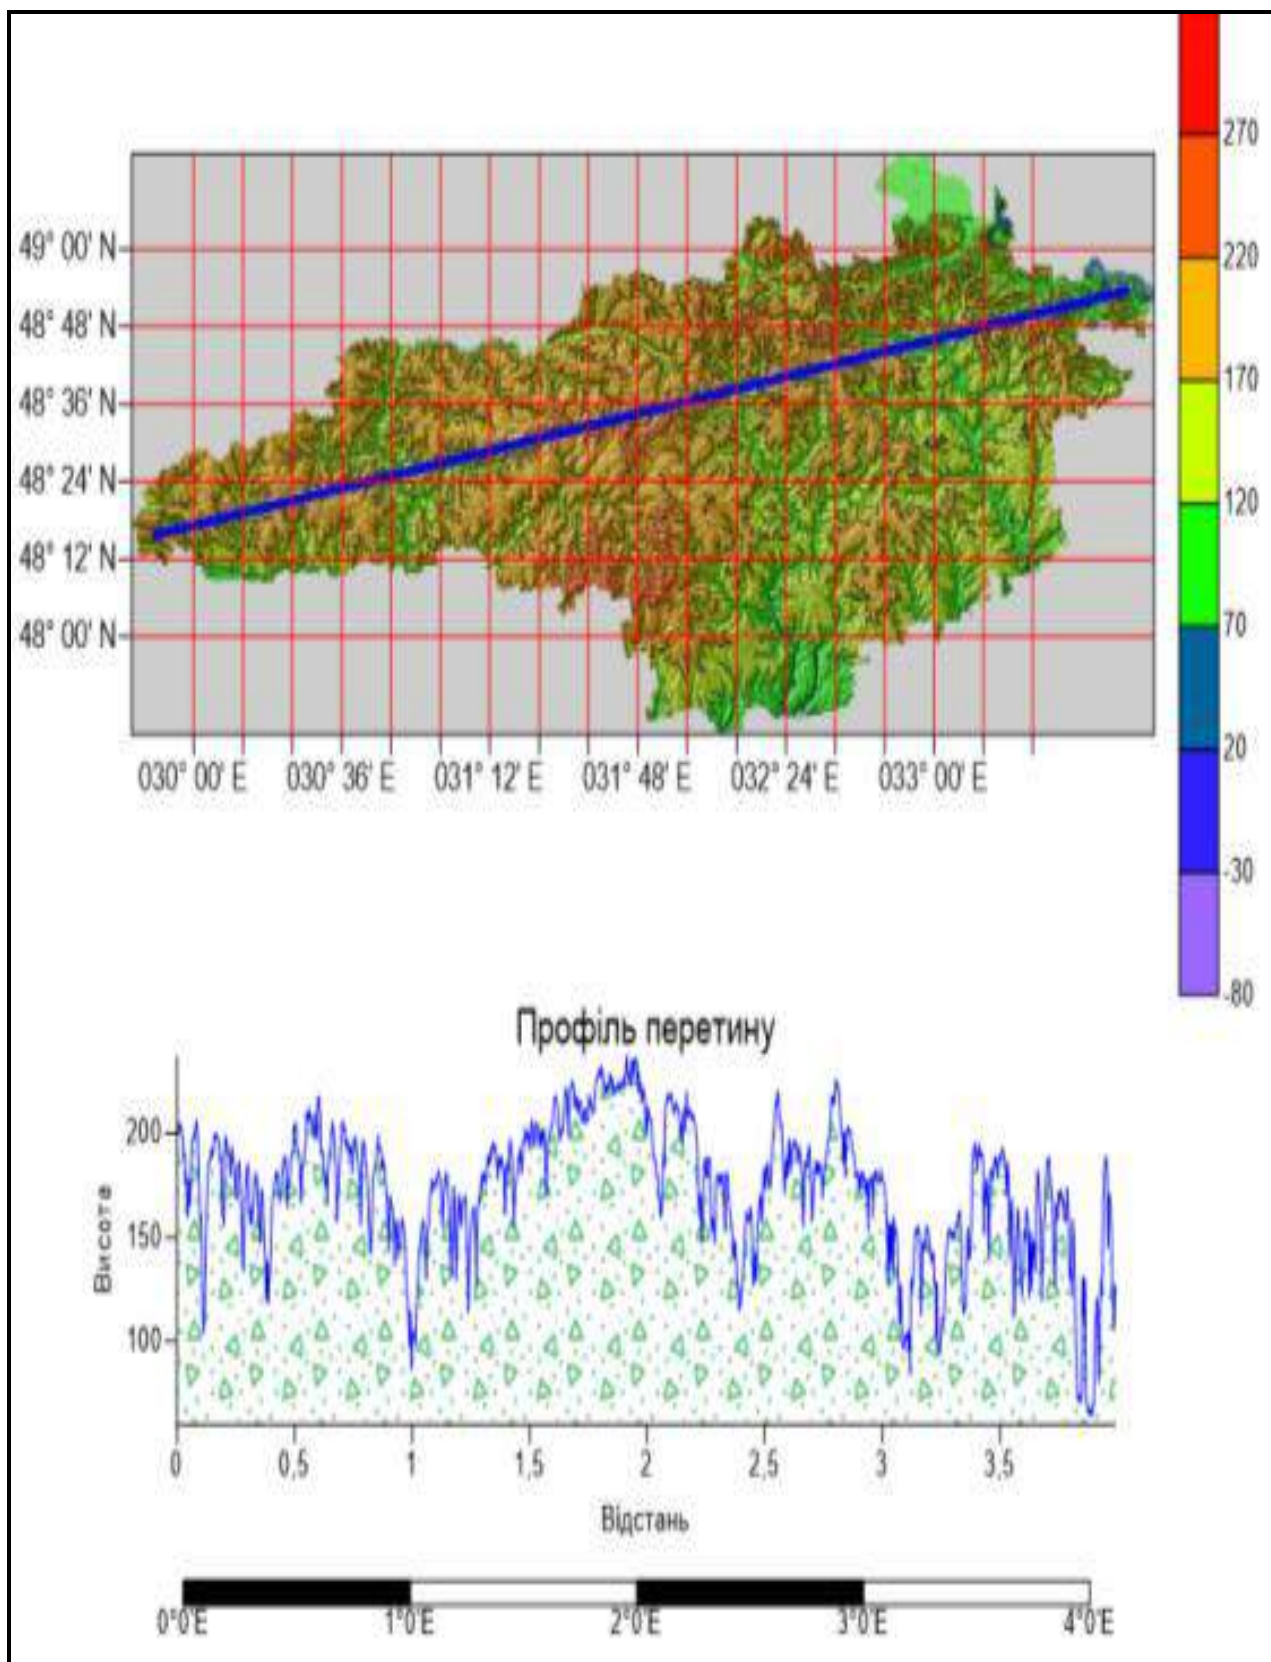 270
220
170
120
70
20
-30
-80
49° 00' N
48° 48' N
48° 36' N
48° 24' N
48° 12' N
48° 00' N
030° 00' E 030° 36' E 031° 12' E 031° 48' E 032° 24' E 033° 00' E
Профіль перетину
200
150
100
Висота
0 0,5 1 1,5 2 2,5 3 3,5
Відстань
0°0'E 1°0'E 2°0'E 3°0'E 4°0'E